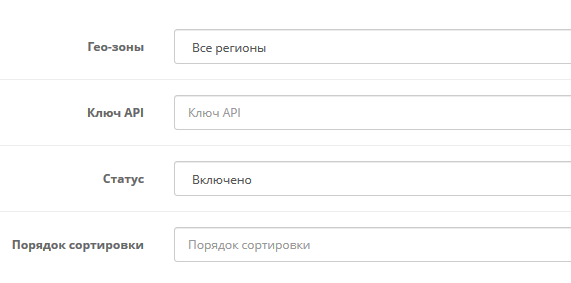 Гео-зоны Все регионы
Ключ API Ключ API
Статус Включено
Порядок сортировки Порядок сортировки